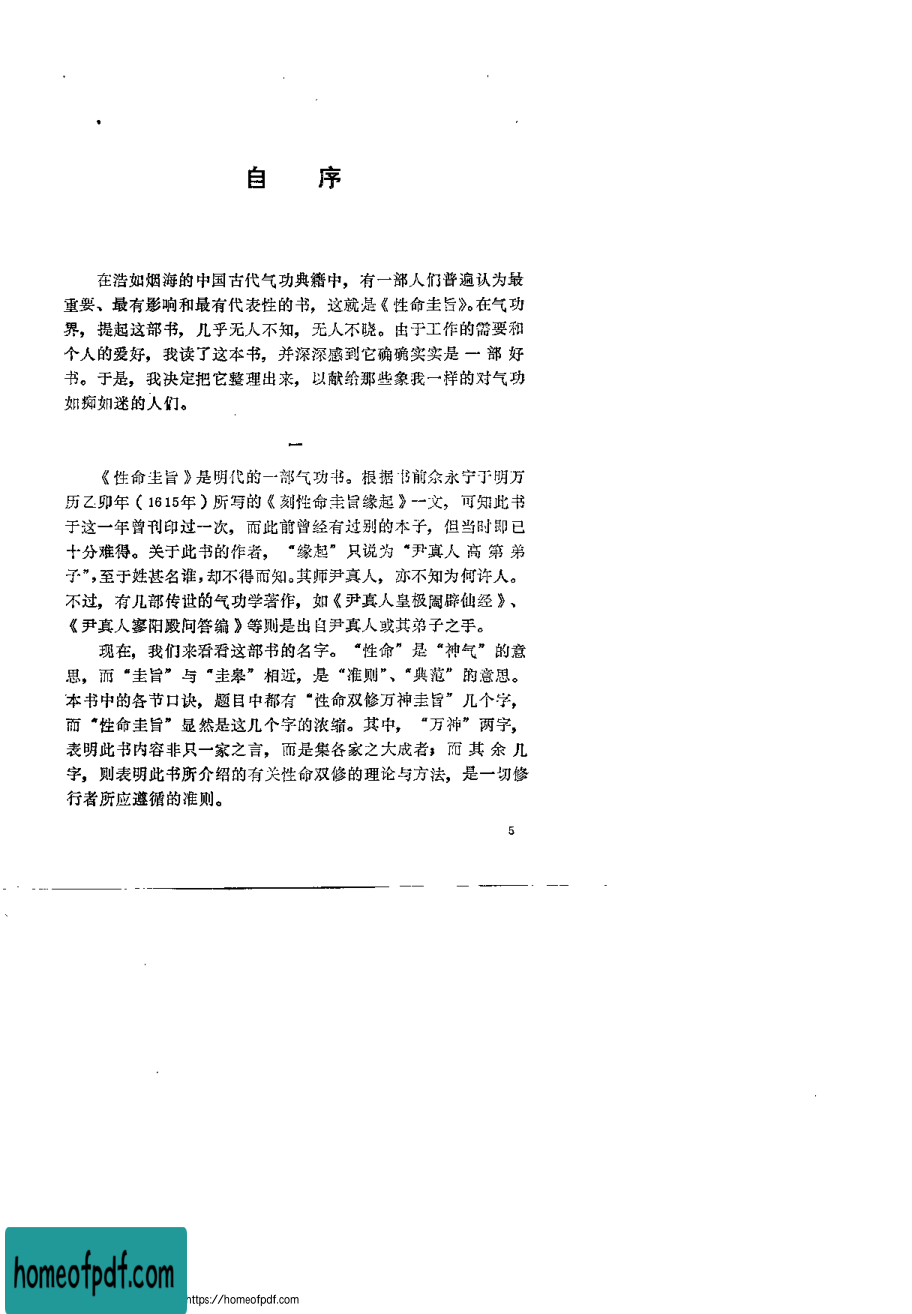 自 序
在浩如烟海的中国古代气功典籍中，有一部人们普遍认为最
重要、最有影响和最有代表性的书，这就是《性命圭旨》。在气功
界，提起这部书，几乎无人不知，无人不晓。由于工作的需要和
个人的爱好，我读了这本书，并深深感到它确确实实是一部好
书。于是，我决定把它整理出来，以献给那些象我一样的对气功
如痴如迷的人们。
一
《性命圭旨》是明代的一部气功书。根据书前佘永宁于明万
历乙卯年（1615年）所写的《刻性命圭旨缘起》一文，可知此书
于这一年曾刊印过一次，而此前曾经有过别的本子，但当时即已
十分难得。关于此书的作者，“缘起”只说为“尹真人高第弟
子”，至于姓甚名谁，却不得而知。其师尹真人，亦不知为何许人。
不过，有几部传世的气功学著作，如《尹真人皇极阖辟仙经》、
《尹真人寥阳殿问答编》等则是出自尹真人或其弟子之手。
现在，我们来看看这部书的名字。“性命”是“神气”的意
思，而“圭旨”与“圭臬”相近，是“准则”、“典范”的意思。
本书中的各节口诀，题目中都有“性命双修万神圭旨”几个字，
而“性命圭旨”显然是这几个字的浓缩。其中，“万神”两字，
表明此书内容非只一家之言，而是集各家之大成者；而其余几
字，则表明此书所介绍的有关性命双修的理论与方法，是一切修
行者所应遵循的准则。
5
homeofpdf.com
https://homeofpdf.com